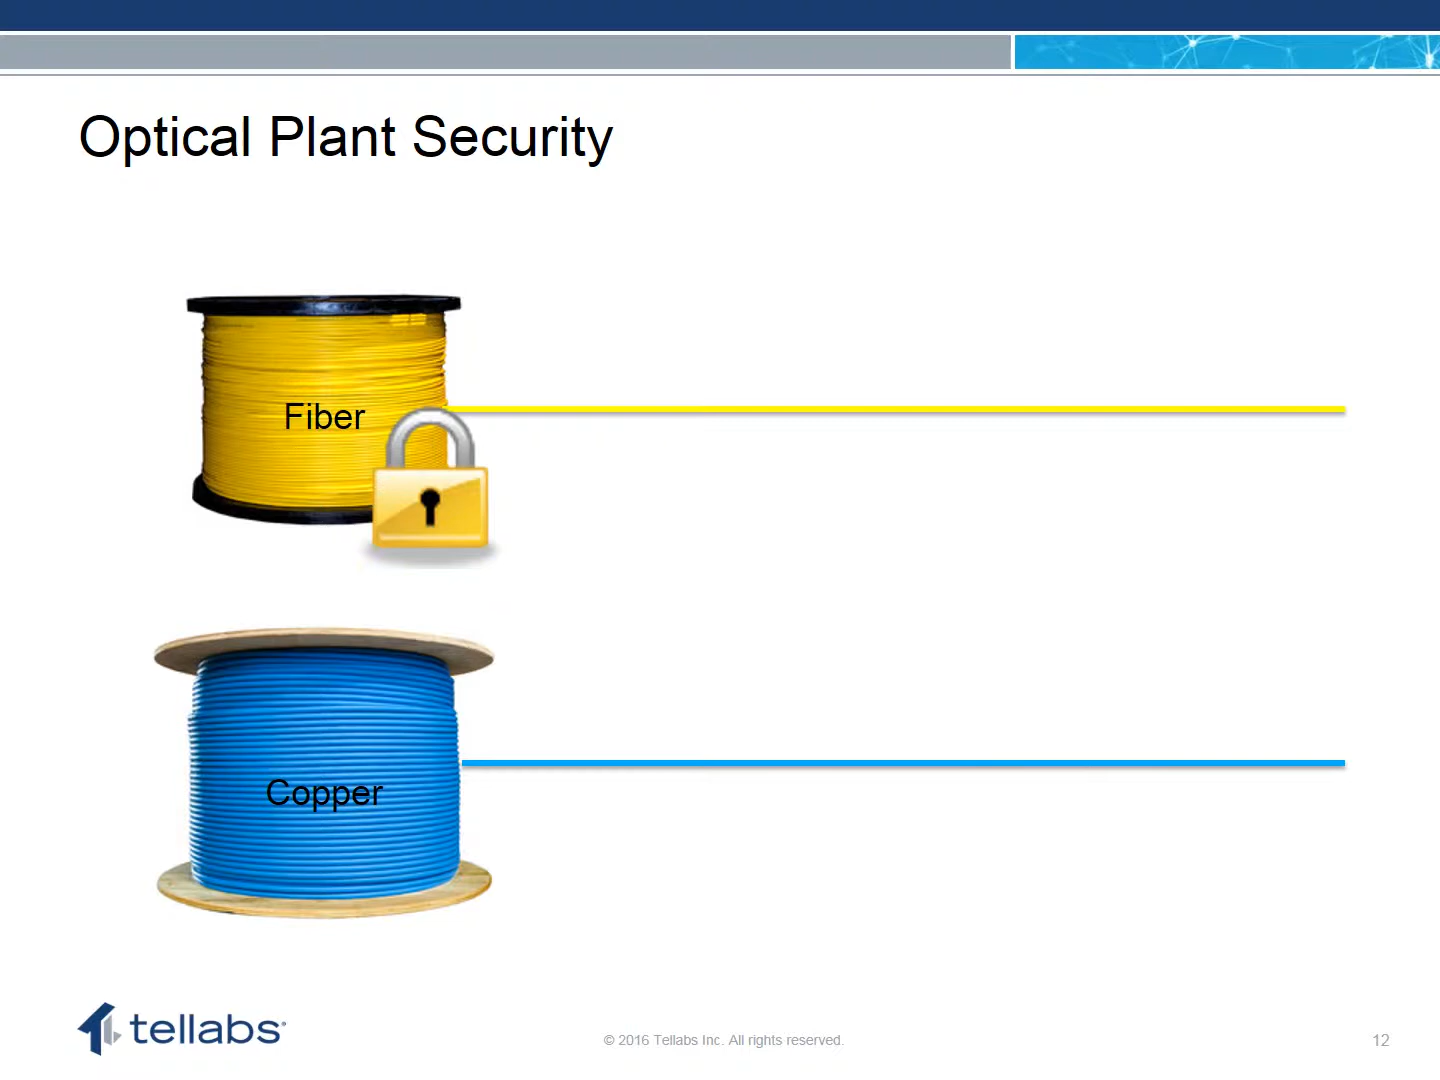 Optical Plant Security
Fiber
Copper
tellabs®
© 2016 Tellabs Inc. All rights reserved.
12